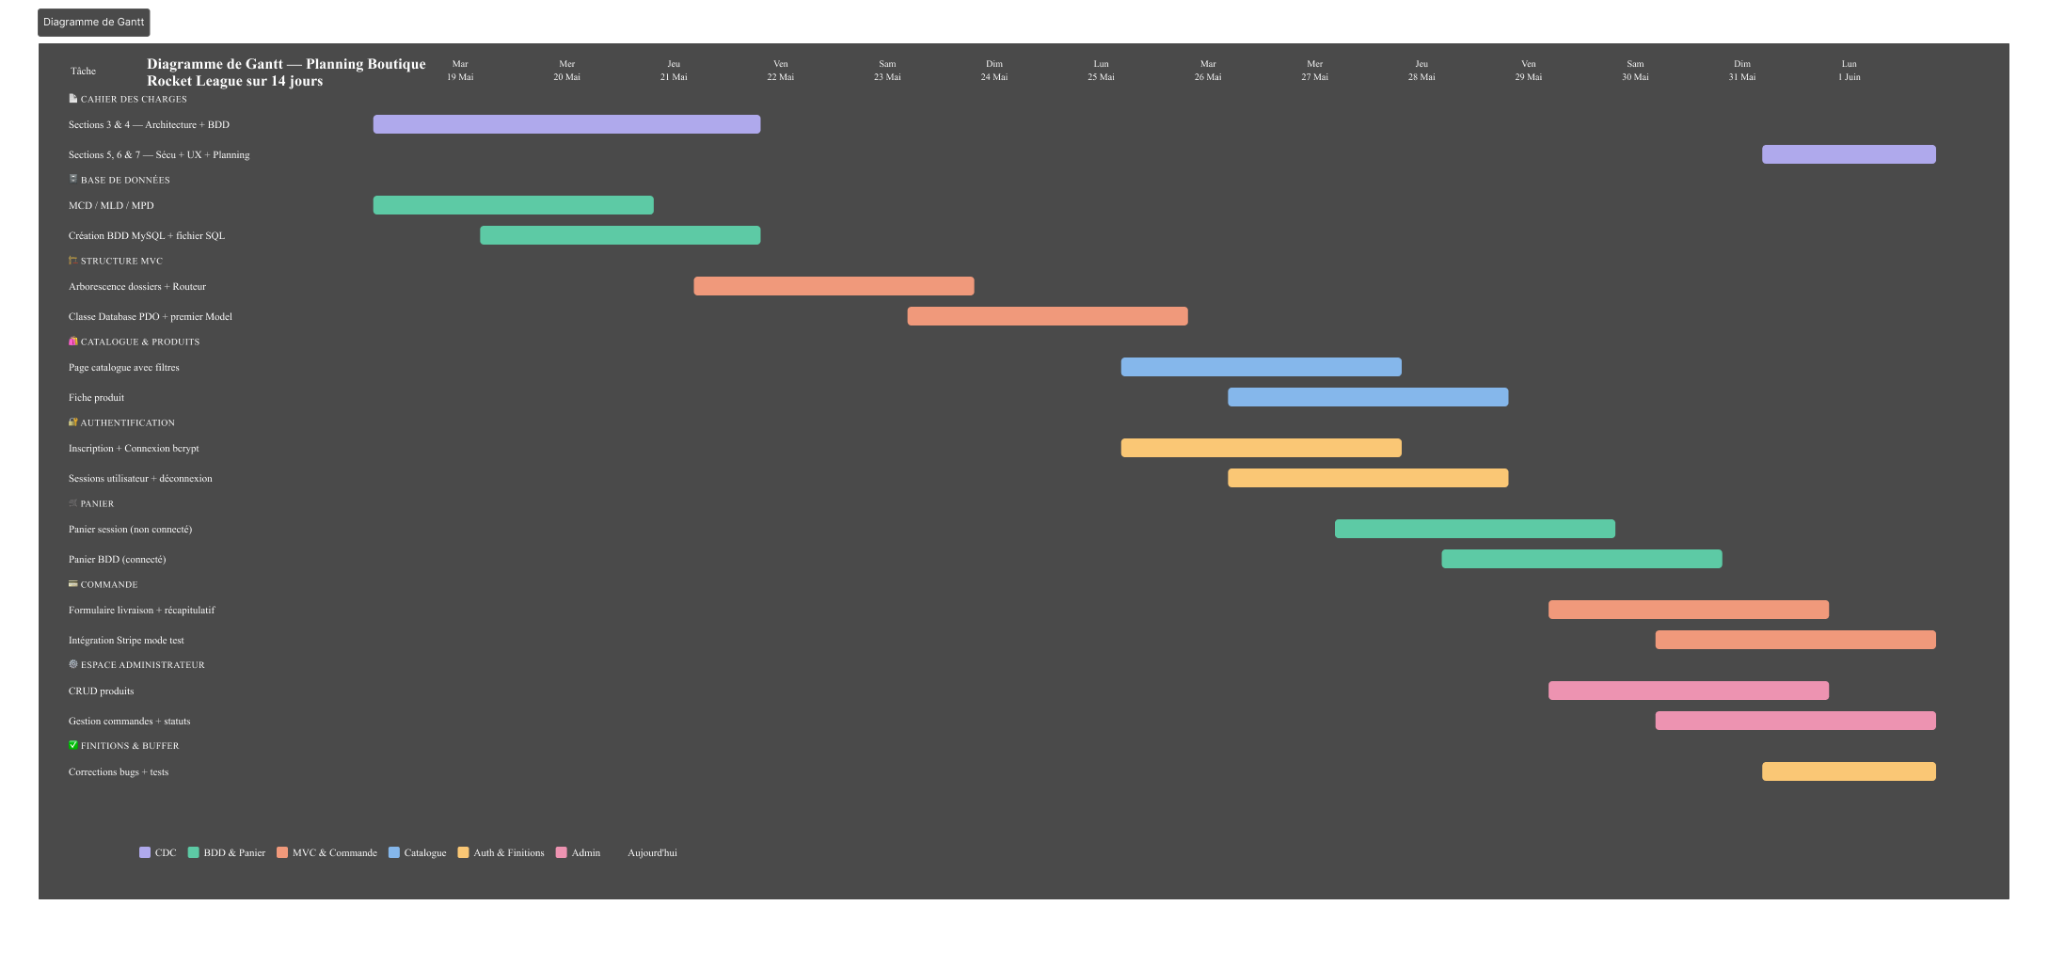 Diagramme de Gantt
Diagramme de Gantt — Planning Boutique
Rocket League sur 14 jours
Tâche
Mar
19 Mai
Mer
20 Mai
Jeu
21 Mai
Ven
22 Mai
Sam
23 Mai
Dim
24 Mai
Lun
25 Mai
Mar
26 Mai
Mer
27 Mai
Jeu
28 Mai
Ven
29 Mai
Sam
30 Mai
Dim
31 Mai
Lun
1 Juin
CAHIER DES CHARGES
Sections 3 & 4 — Architecture + BDD
Sections 5, 6 & 7 — Sécu + UX + Planning
BASE DE DONNÉES
MCD / MLD / MPD
Création BDD MySQL + fichier SQL
STRUCTURE MVC
Arborescence dossiers + Routeur
Classe Database PDO + premier Model
CATALOGUE & PRODUITS
Page catalogue avec filtres
Fiche produit
AUTHENTIFICATION
Inscription + Connexion bcrypt
Sessions utilisateur + déconnexion
PANIER
Panier session (non connecté)
Panier BDD (connecté)
COMMANDE
Formulaire livraison + récapitulatif
Intégration Stripe mode test
ESPACE ADMINISTRATEUR
CRUD produits
Gestion commandes + statuts
FINITIONS & BUFFER
Corrections bugs + tests
CDC
BDD & Panier
MVC & Commande
Catalogue
Auth & Finitions
Admin
Aujourd'hui